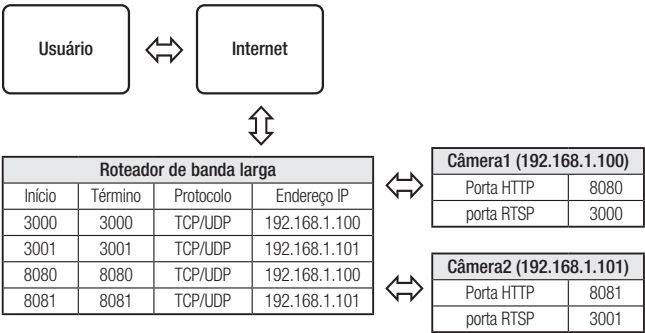 Usuário
Internet
Roteador de banda larga
Início Término Protocolo Endereço IP
3000 3000 TCP/UDP 192.168.1.100
3001 3001 TCP/UDP 192.168.1.101
8080 8080 TCP/UDP 192.168.1.100
8081 8081 TCP/UDP 192.168.1.101
Câmera1 (192.168.1.100)
Porta HTTP 8080
porta RTSP 3000
Câmera2 (192.168.1.101)
Porta HTTP 8081
porta RTSP 3001